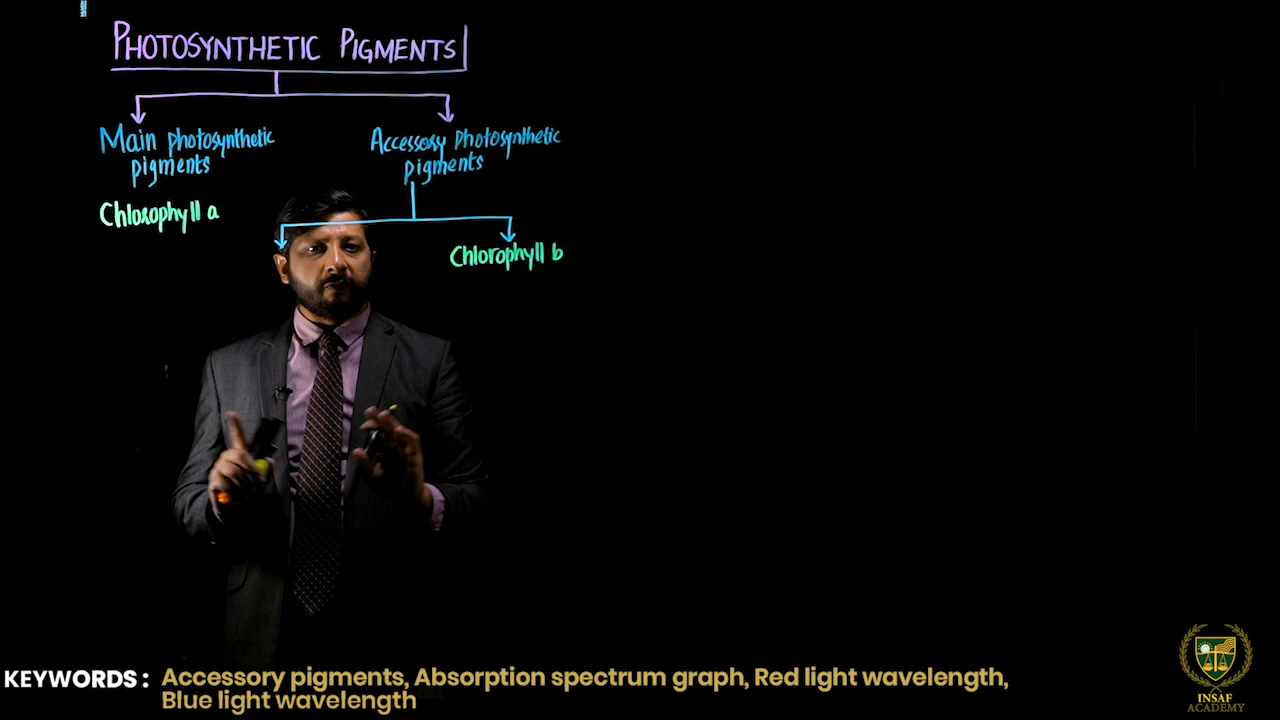 PHOTOSYNTHETIC PIGMENTS
Main photosynthetic
pigments
Accessory photosynthetic
pigments
Chlorophyll a
Chlorophyll b
KEYWORDS : Accessory pigments, Absorption spectrum graph, Red light wavelength,
Blue light wavelength
INSAF
ACADEMY